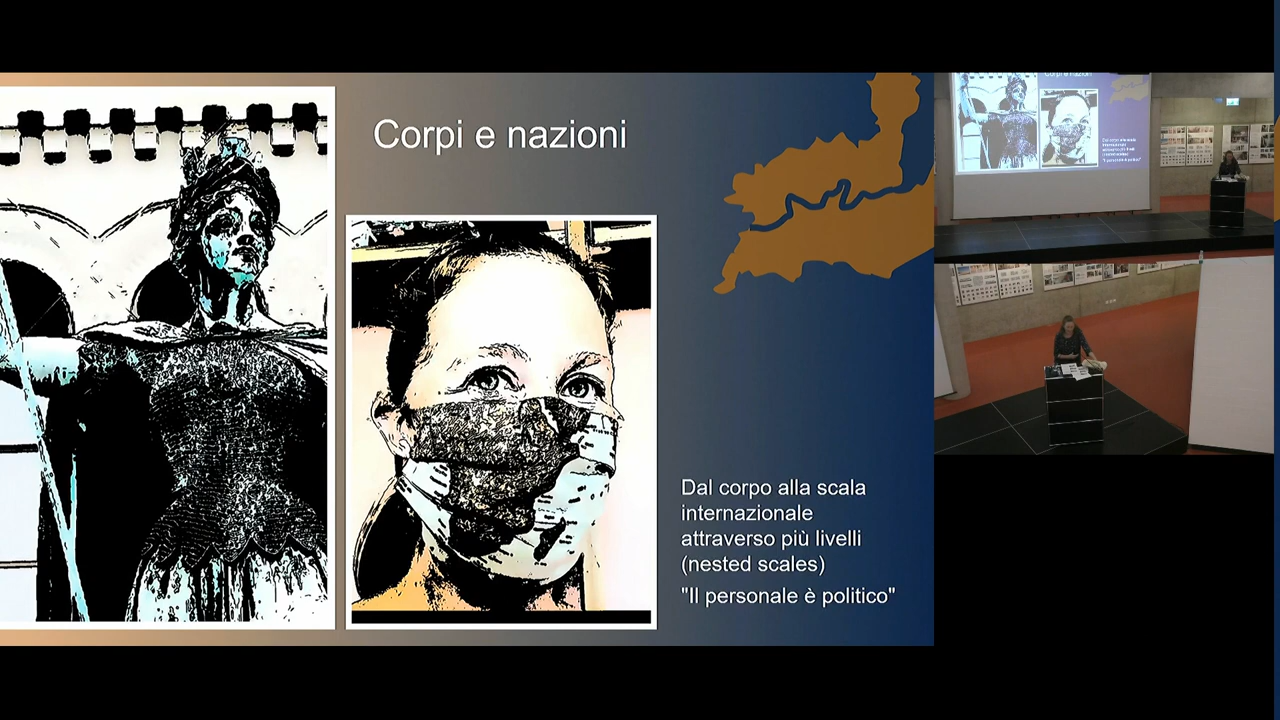 Corpi e nazioni
Dal corpo alla scala
internazionale
attraverso più livelli
(nested scales)
"Il personale è politico"